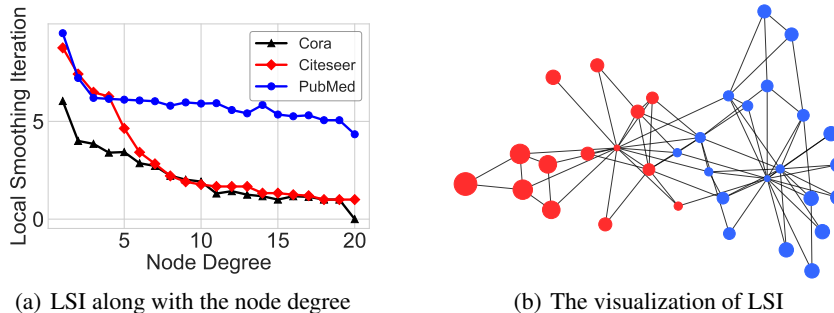 Local Smoothing Iteration
5
0
Cora
Citeseer
PubMed
5
10
15
20
Node Degree
(a) LSI along with the node degree
(b) The visualization of LSI